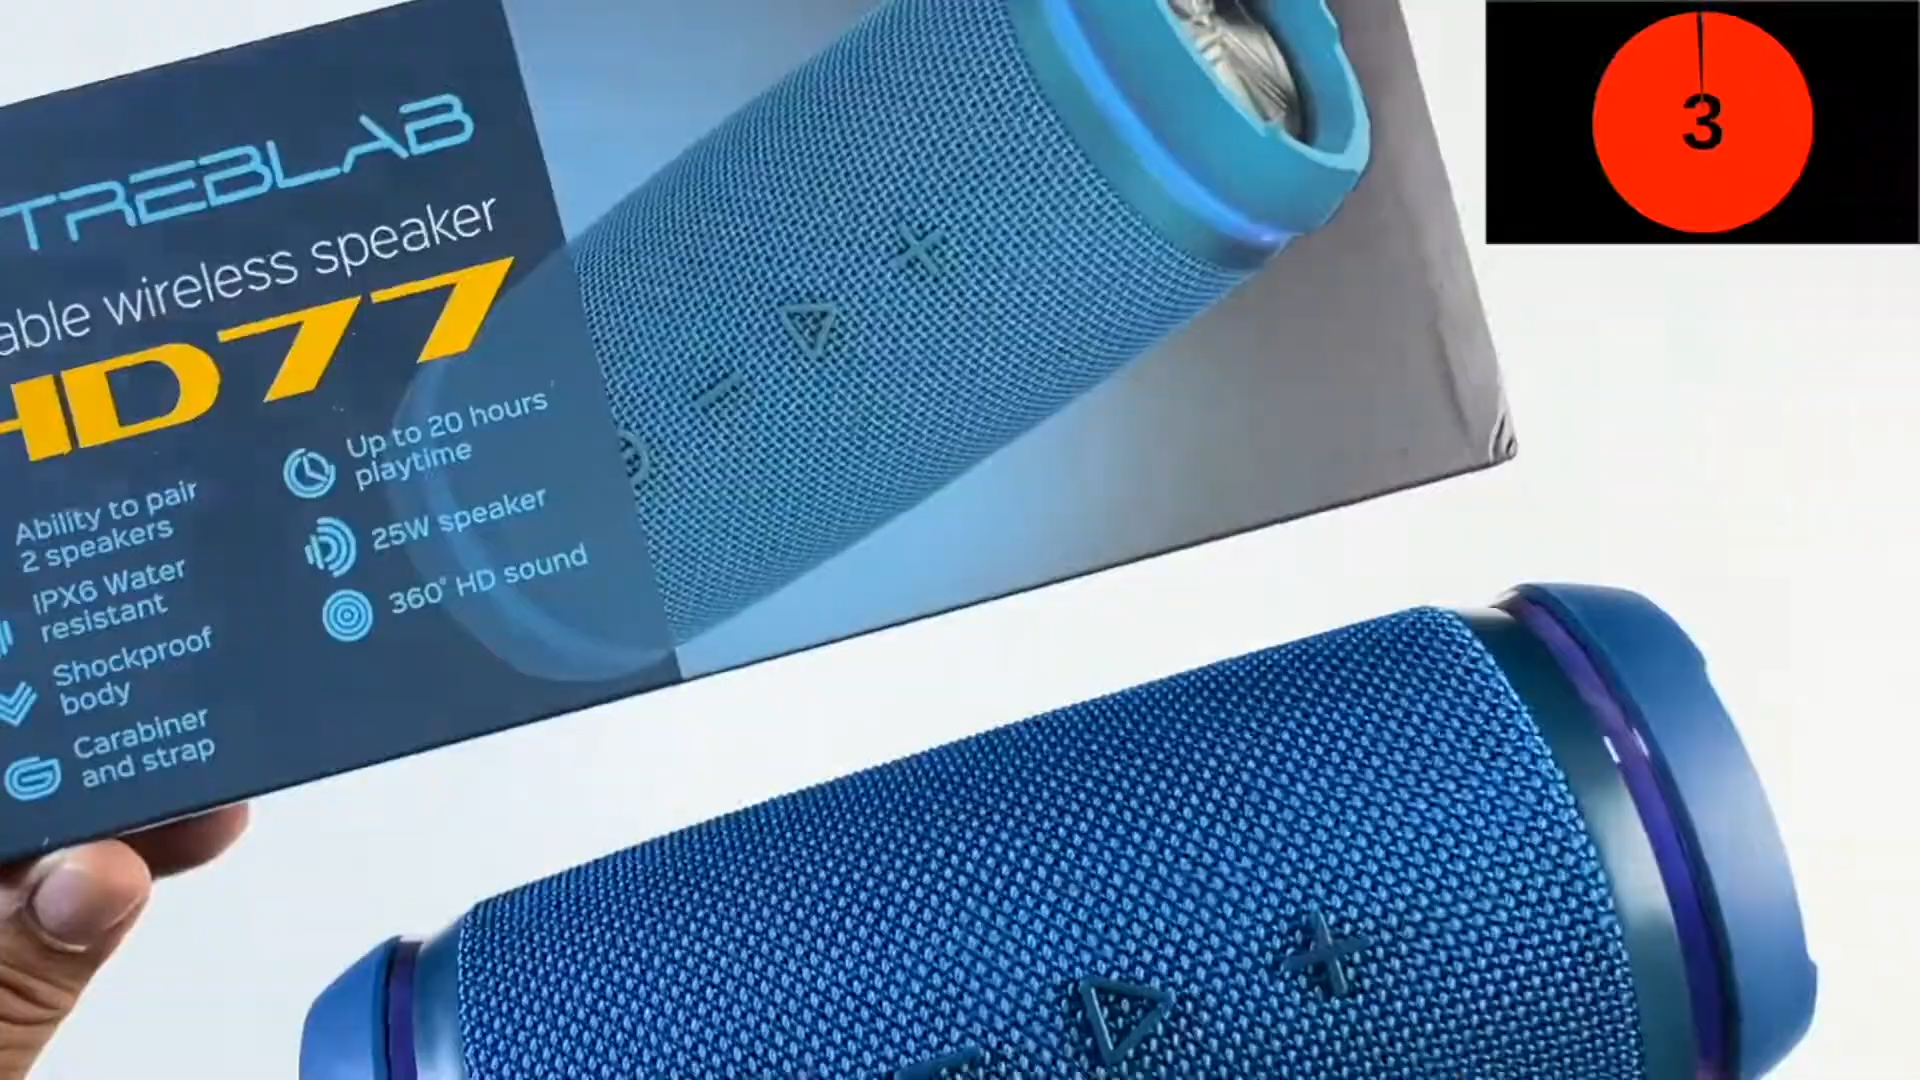 TREBLAB
able wireless speaker
HD77
Ability to pair
2 speakers
IPX6 Water
resistant
Shockproof
body
Carabiner
and strap
Up to 20 hours
playtime
25W speaker
360° HD sound
3